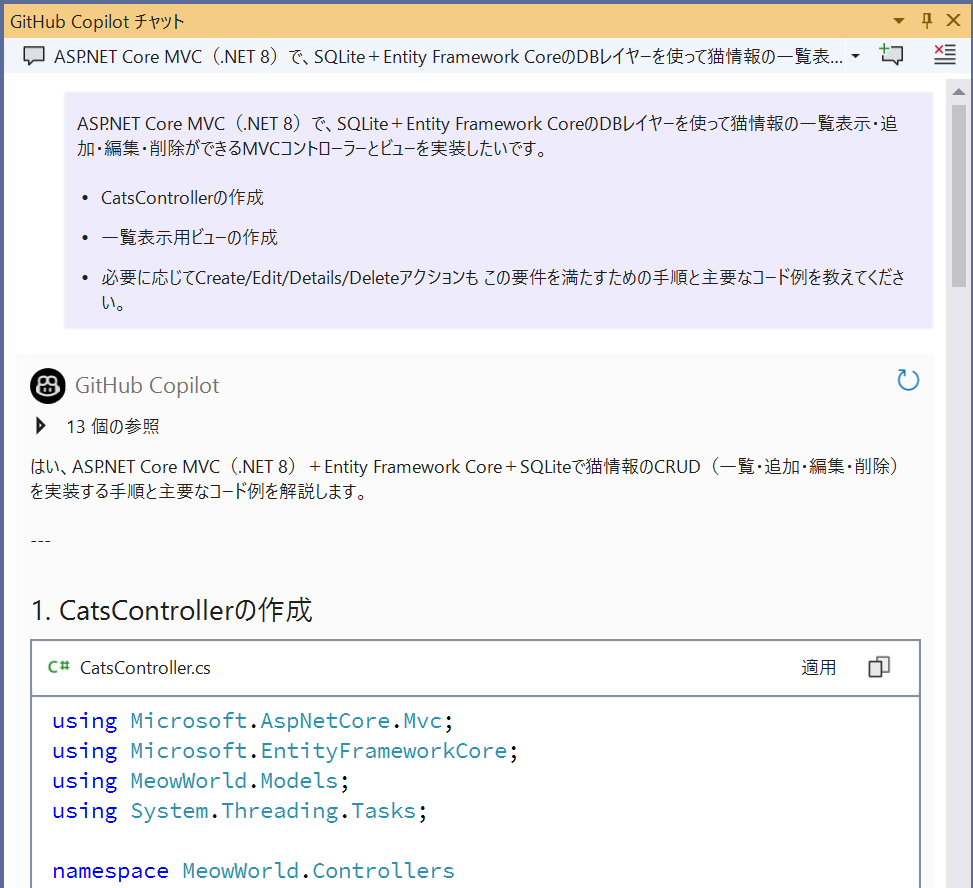 GitHub Copilot チャット
ASP.NET Core MVC（.NET 8）で、SQLite＋Entity Framework CoreのDBレイヤーを使って猫情報の一覧表...
ASP.NET Core MVC（.NET 8）で、SQLite＋Entity Framework CoreのDBレイヤーを使って猫情報の一覧表示・追
加・編集・削除ができるMVCコントローラーとビューを実装したいです。
• CatsControllerの作成
• 一覧表示用ビューの作成
• 必要に応じてCreate/Edit/Details/Deleteアクションも この要件を満たすための手順と主要なコード例を教えてくださ
い。
GitHub Copilot
13 個の参照
はい、ASP.NET Core MVC（.NET 8）＋Entity Framework Core＋SQLiteで猫情報のCRUD（一覧・追加・編集・削除）
を実装する手順と主要なコード例を解説します。
---
1. CatsControllerの作成
C# CatsController.cs 適用
using Microsoft.AspNetCore.Mvc;
using Microsoft.EntityFrameworkCore;
using MeowWorld.Models;
using System.Threading.Tasks;
namespace MeowWorld.Controllers